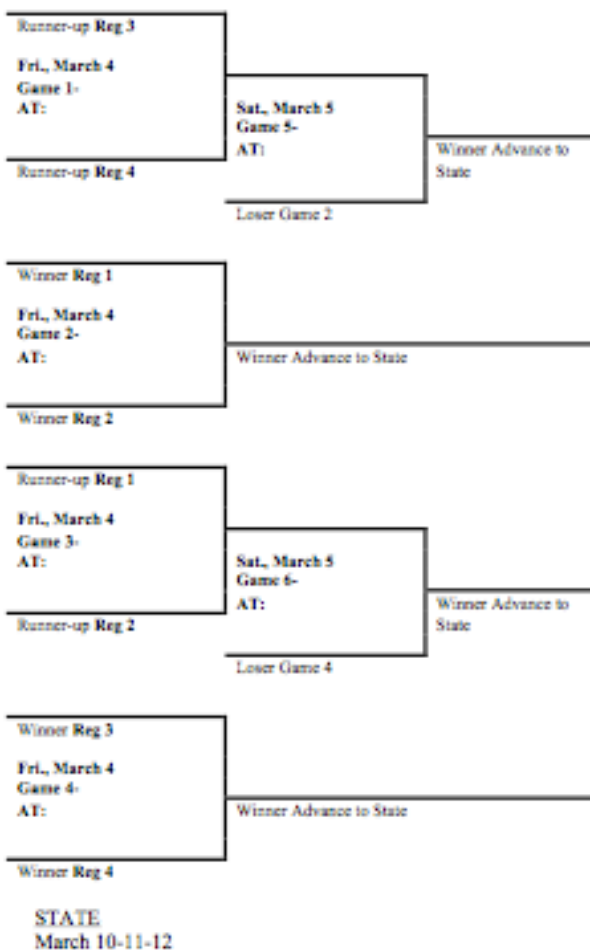 Runner-up Reg 3
Fri., March 4
Game 1-
AT:
Runner-up Reg 4
Sat., March 5
Game 5-
AT:
Loser Game 2
Winner Advance to
State
Winner Reg 1
Fri., March 4
Game 2-
AT:
Winner Reg 2
Winner Advance to State
Runner-up Reg 1
Fri., March 4
Game 3-
AT:
Runner-up Reg 2
Sat., March 5
Game 6-
AT:
Loser Game 4
Winner Advance to
State
Winner Reg 3
Fri., March 4
Game 4-
AT:
Winner Reg 4
Winner Advance to State
STATE
March 10-11-12